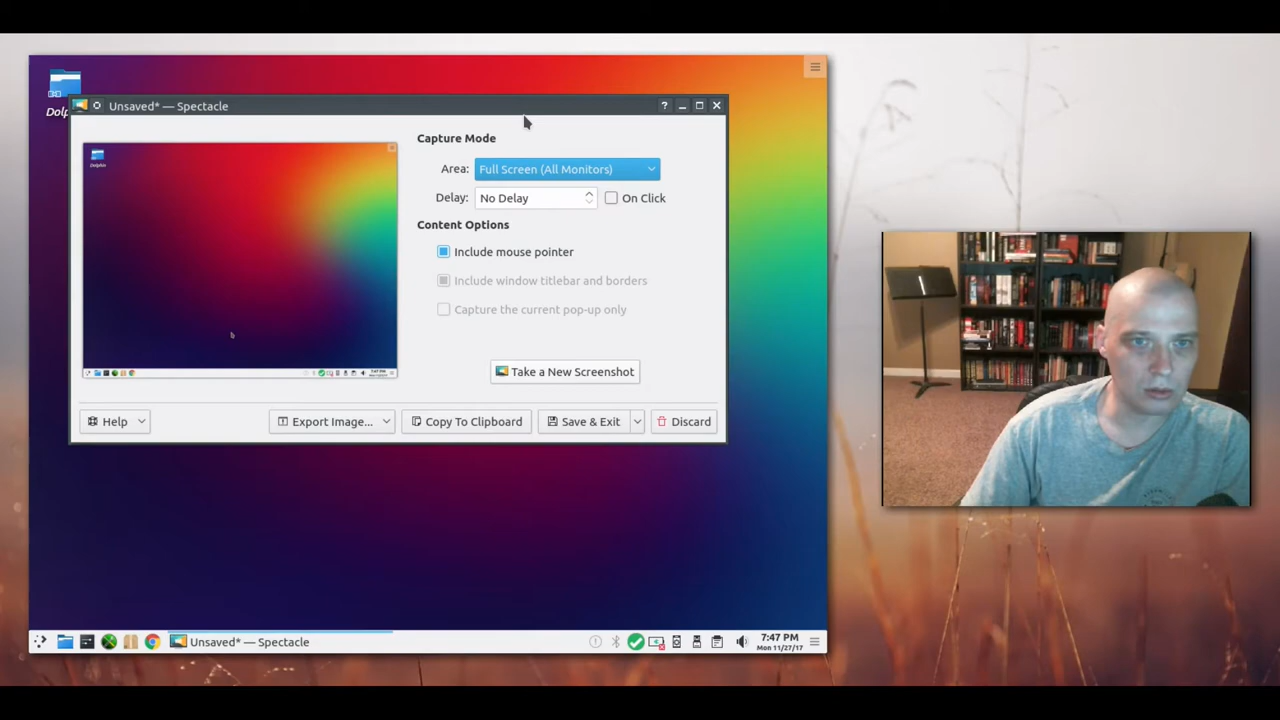 Dolp
Unsaved* — Spectacle
?
Capture Mode
Area: Full Screen (All Monitors)
Delay: No Delay On Click
Content Options
Include mouse pointer
Include window titlebar and borders
Capture the current pop-up only
Take a New Screenshot
Dolphin
Help Export Image... Copy To Clipboard Save & Exit Discard
Unsaved* — Spectacle
7:47 PM
Mon 11/27/17